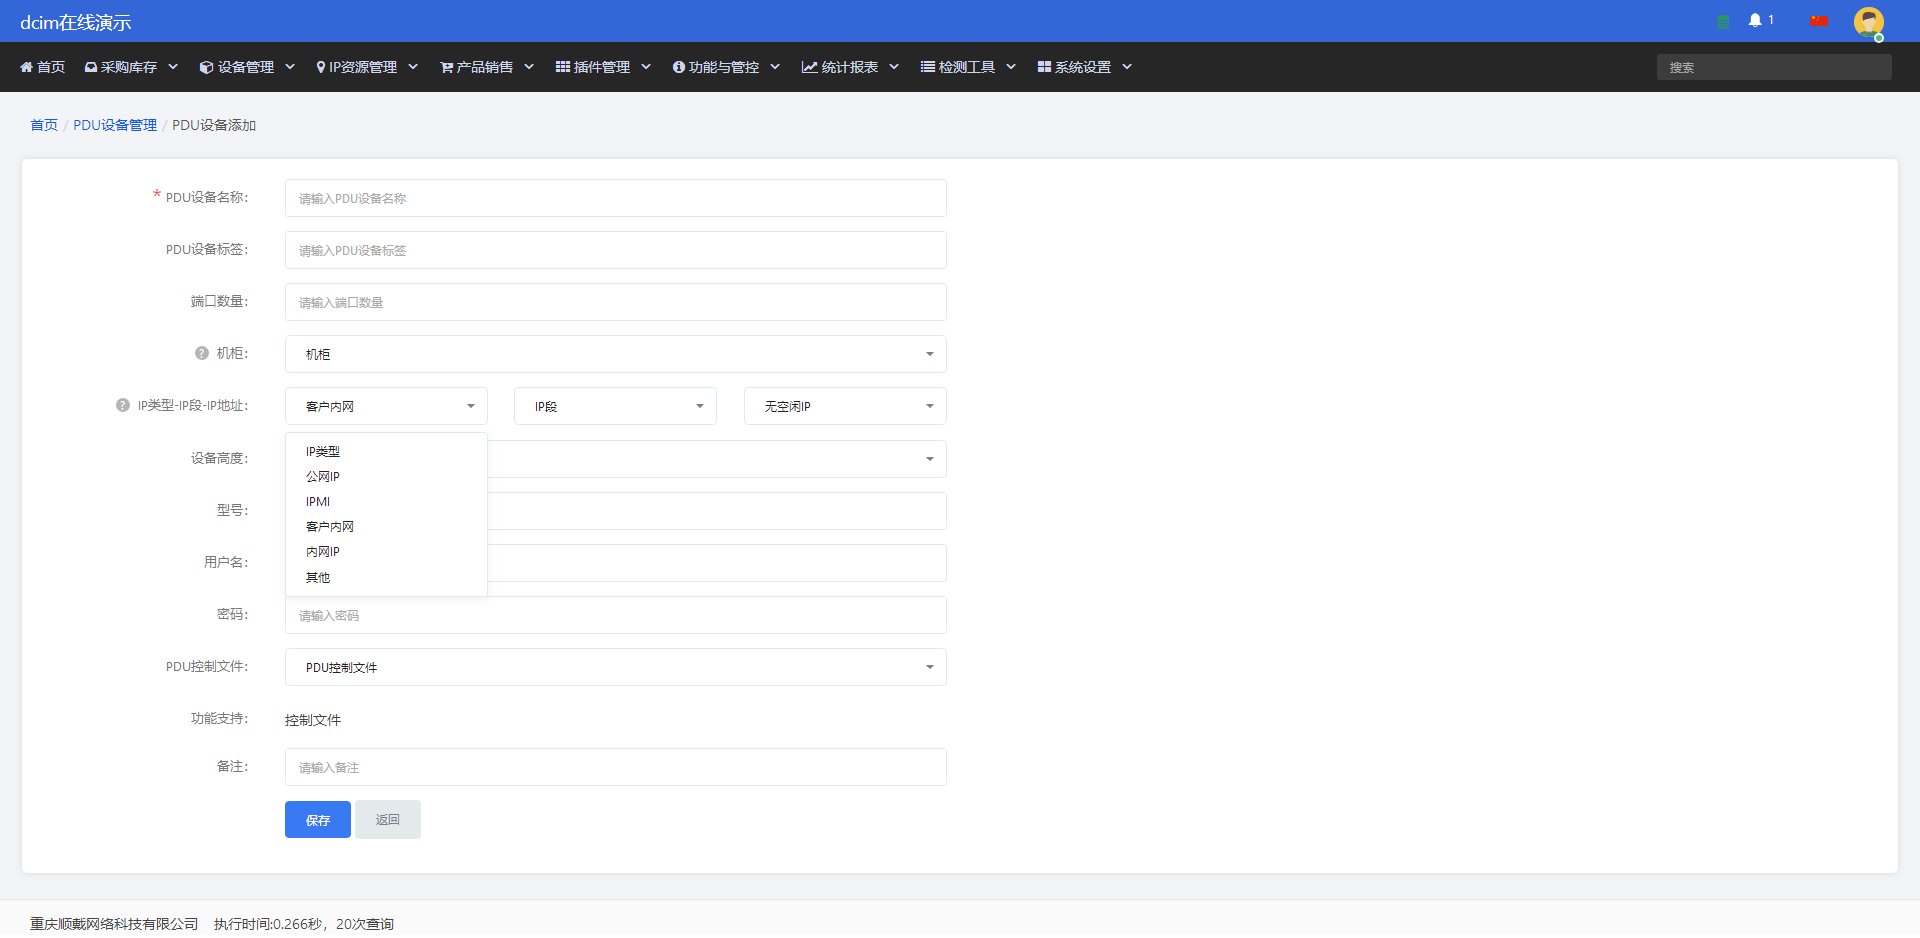 dcim在线演示
1
首页 采购库存 设备管理 IP资源管理 产品销售 插件管理 功能与管控 统计报表 检测工具 系统设置 搜索
首页 / PDU设备管理 / PDU设备添加
* PDU设备名称: 请输入PDU设备名称
PDU设备标签: 请输入PDU设备标签
端口数量: 请输入端口数量
? 机柜: 机柜
? IP类型-IP段-IP地址: 客户内网 IP段 无空闲IP
IP类型
设备高度:
公网IP
IPMI
型号:
客户内网
内网IP
用户名:
其他
密码: 请输入密码
PDU控制文件: PDU控制文件
功能支持: 控制文件
备注: 请输入备注
保存 返回
重庆顺戴网络科技有限公司 执行时间:0.266秒，20次查询